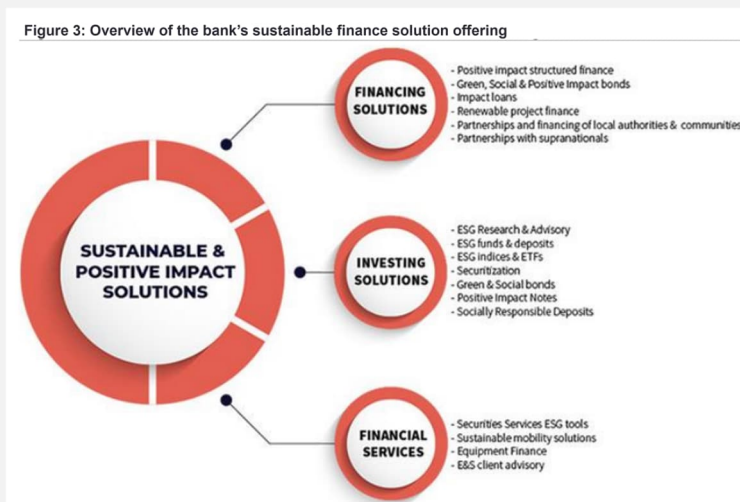 Figure 3: Overview of the bank's sustainable finance solution offering
SUSTAINABLE &
POSITIVE IMPACT
SOLUTIONS
FINANCING
SOLUTIONS
- Positive impact structured finance
- Green, Social & Positive Impact bonds
- Impact loans
- Renewable project finance
- Partnerships and financing of local authorities & communities
- Partnerships with supranationals
INVESTING
SOLUTIONS
- ESG Research & Advisory
- ESG funds & deposits
- ESG indices & ETFs
- Securitization
- Green & Social bonds
- Positive Impact Notes
- Socially Responsible Deposits
FINANCIAL
SERVICES
- Securities Services ESG tools
- Sustainable mobility solutions
- Equipment Finance
- E&S client advisory